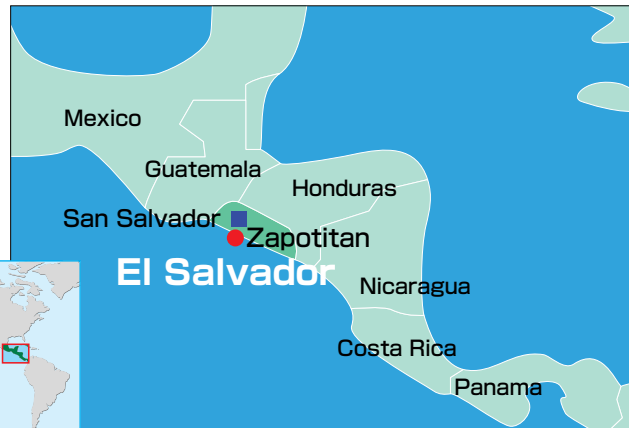 Mexico
Guatemala
Honduras
San Salvador
Zapotitan
El Salvador
Nicaragua
Costa Rica
Panama